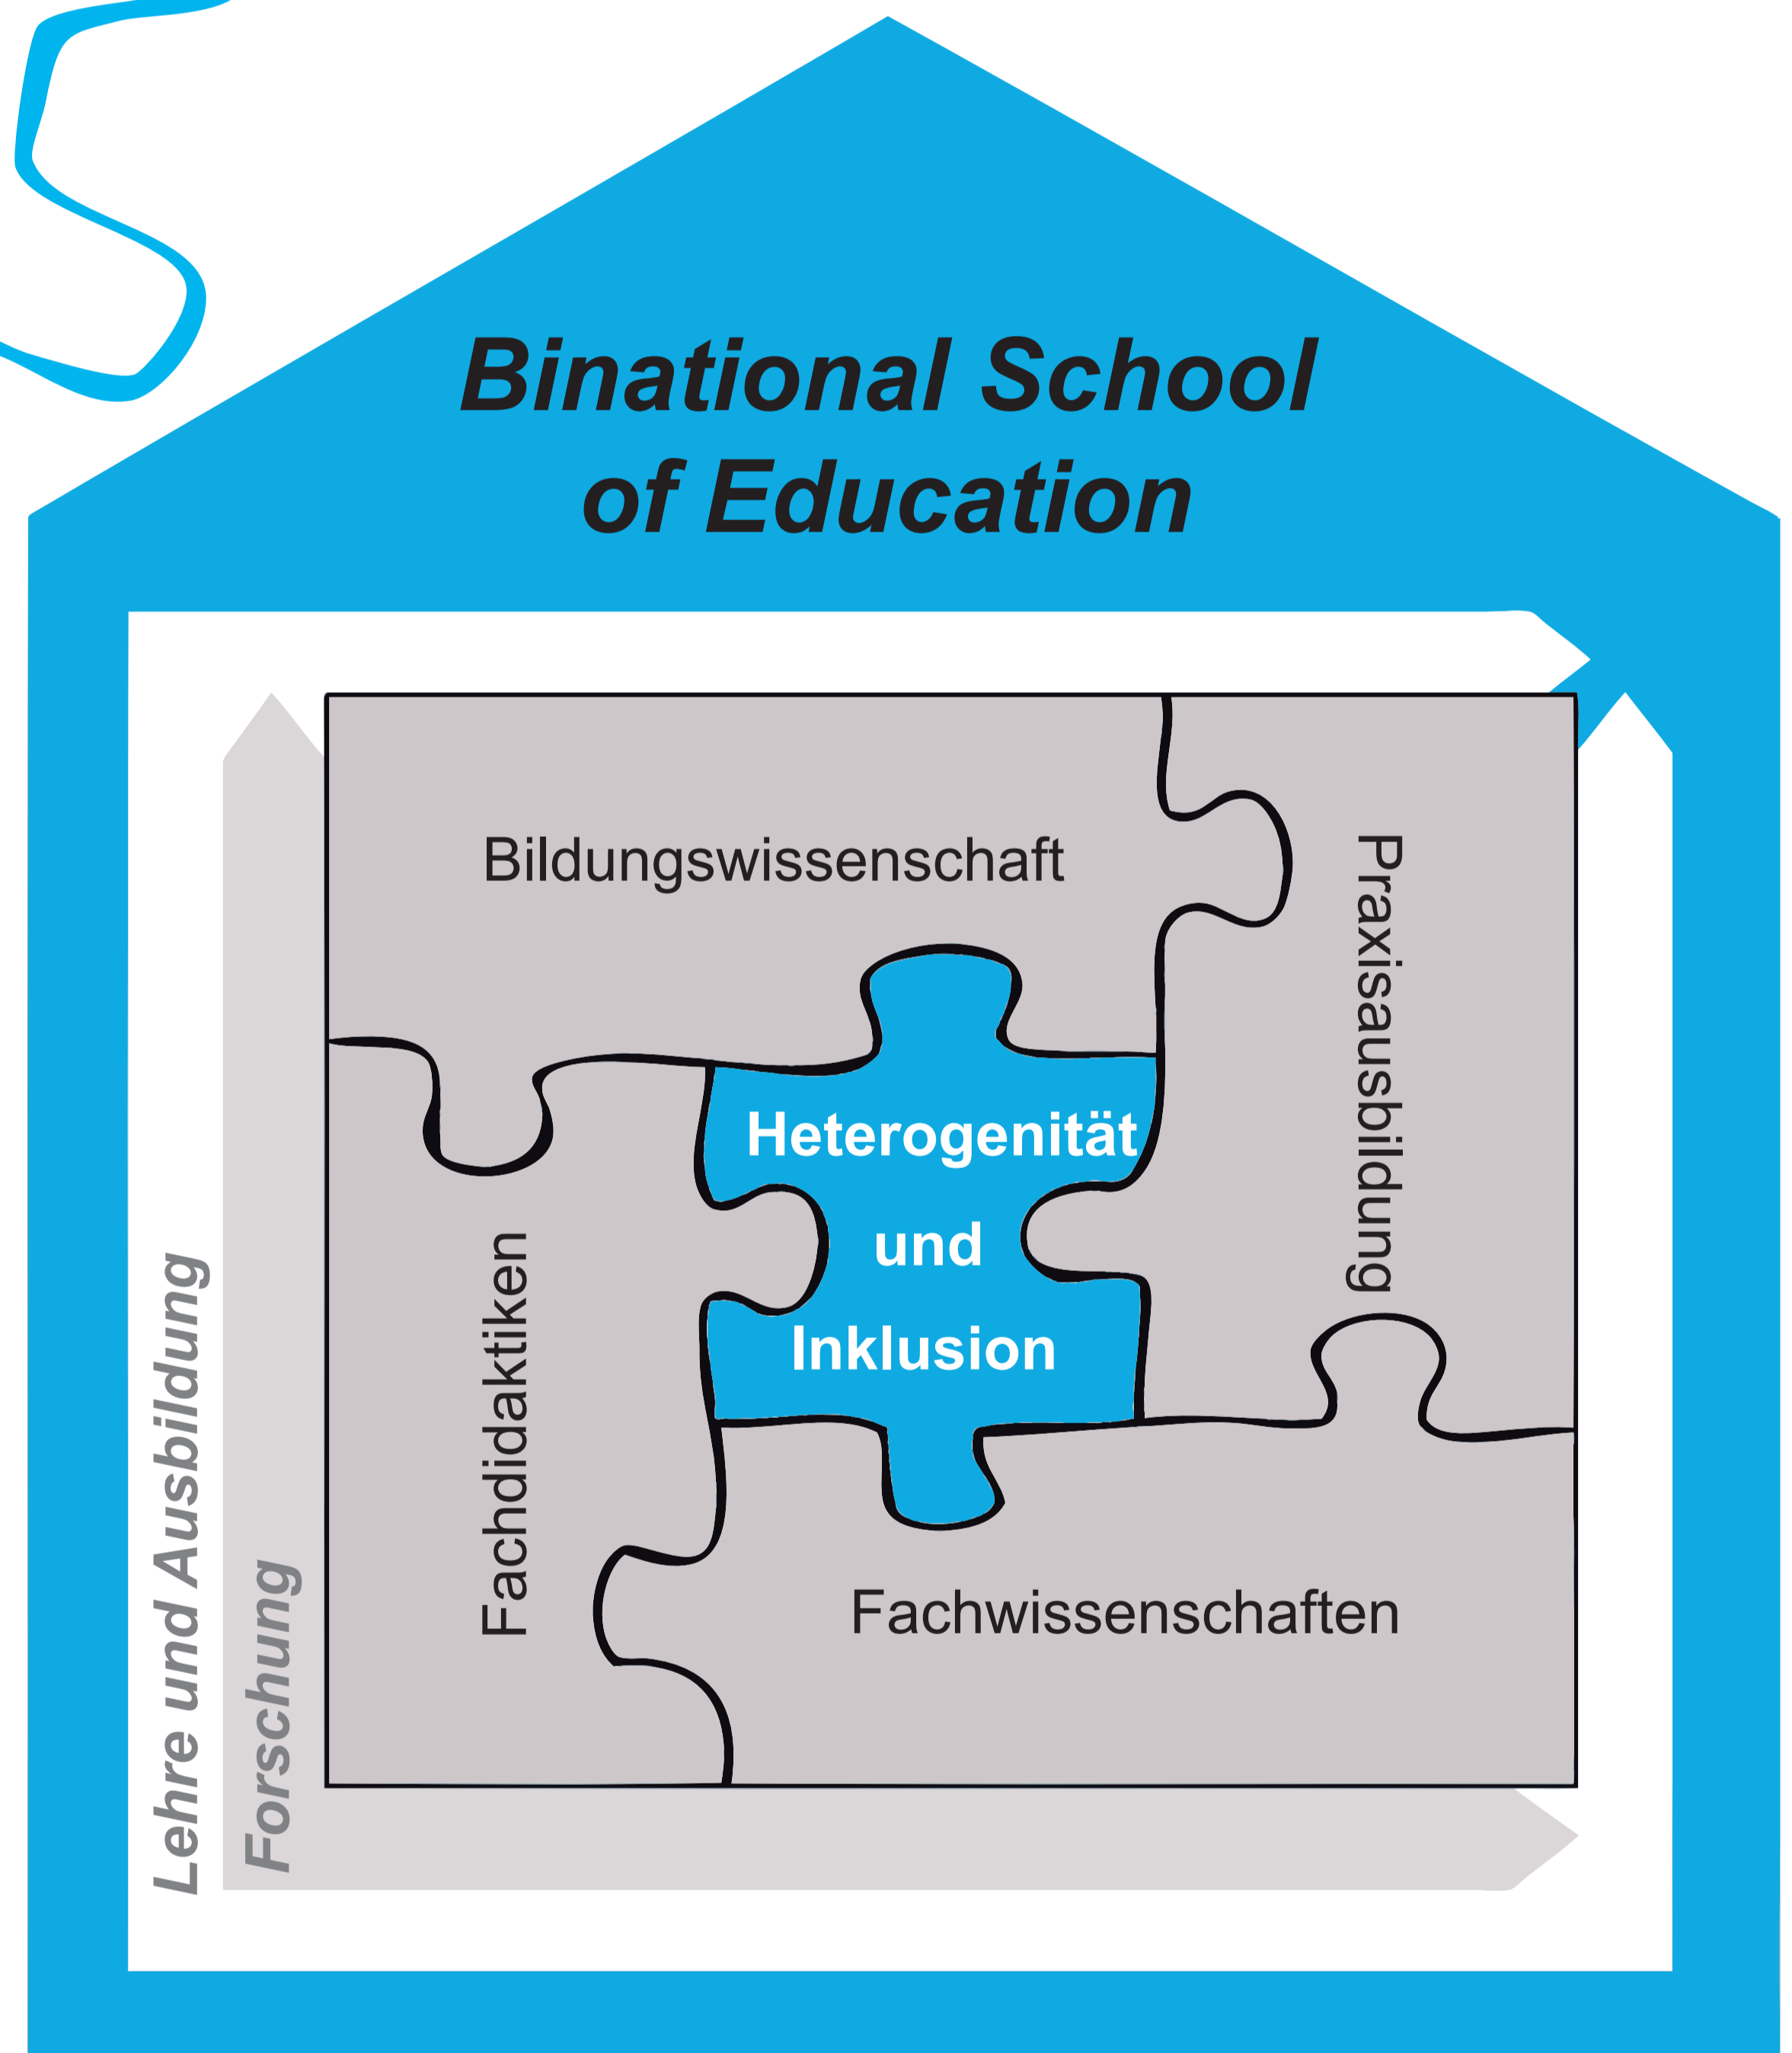 Binational School
of Education
Bildungswissenschaft
Praxisausbildung
Heterogenität
und
Inklusion
Fachdidaktiken
Fachwissenschaften
Lehre und Ausbildung
Forschung